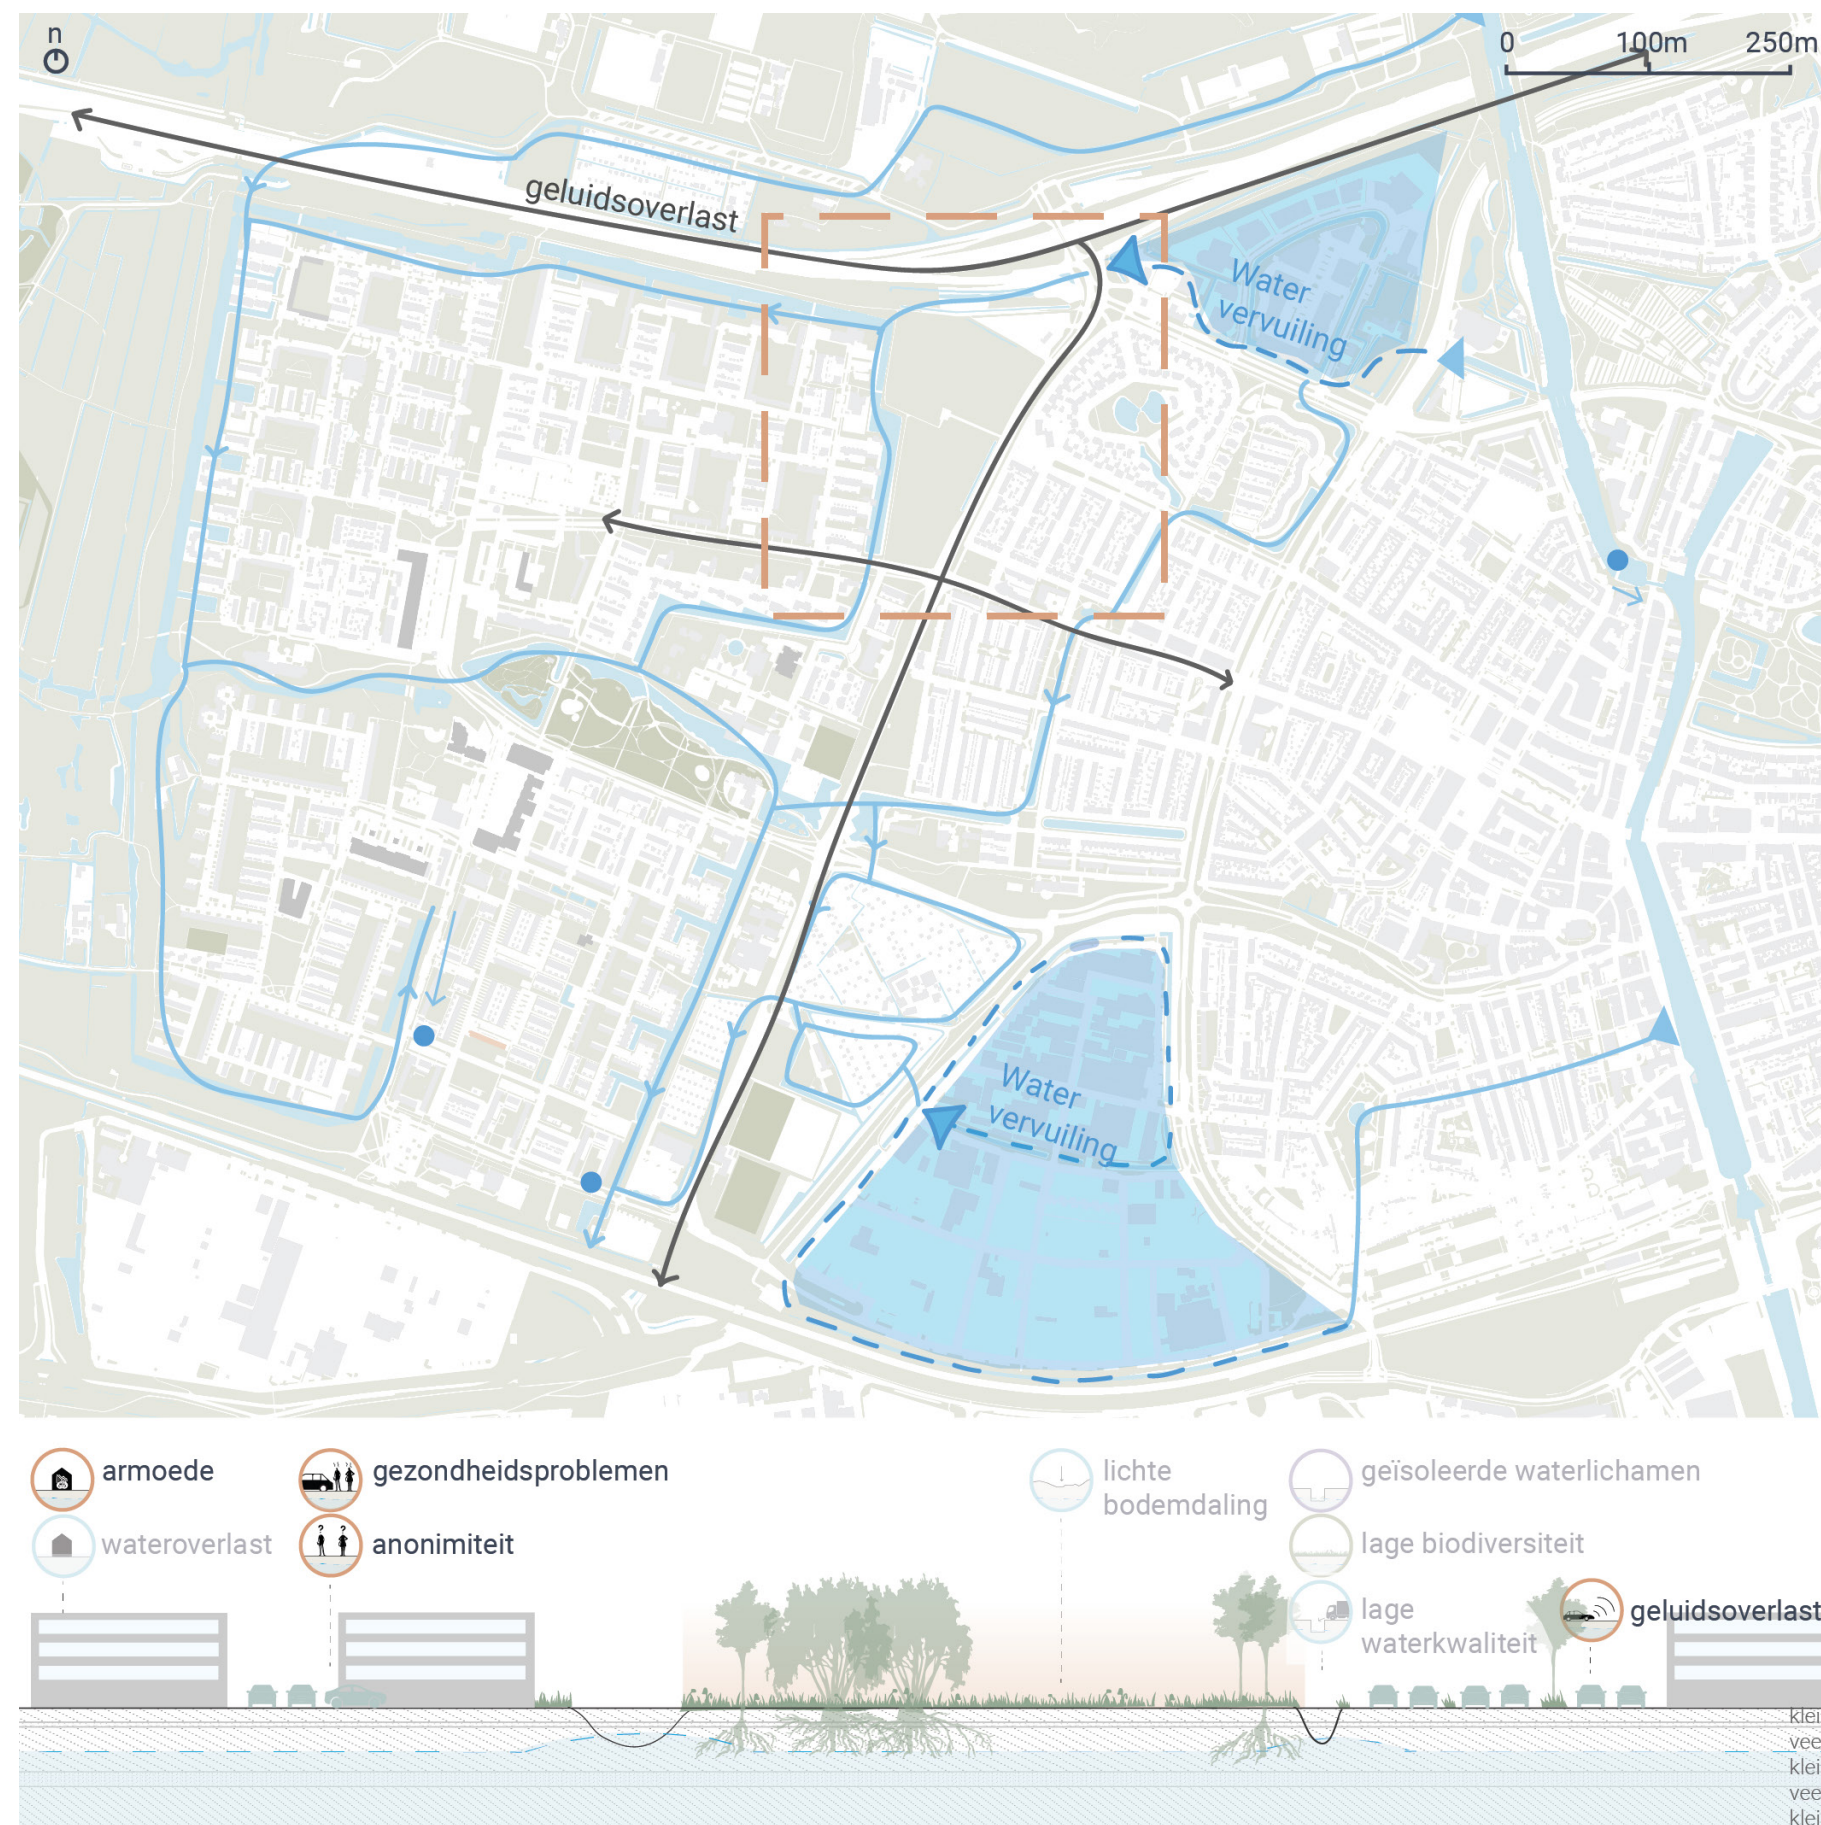 n
0 100m 250m
geluidsoverlast
Water
vervuiling
Water
vervuiling
armoede
gezondheidsproblemen
wateroverlast
anonimiteit
lichte
bodemdaling
geïsoleerde waterlichamen
lage biodiversiteit
lage
waterkwaliteit
geluidsoverlast
klei
vee
klei
vee
klei